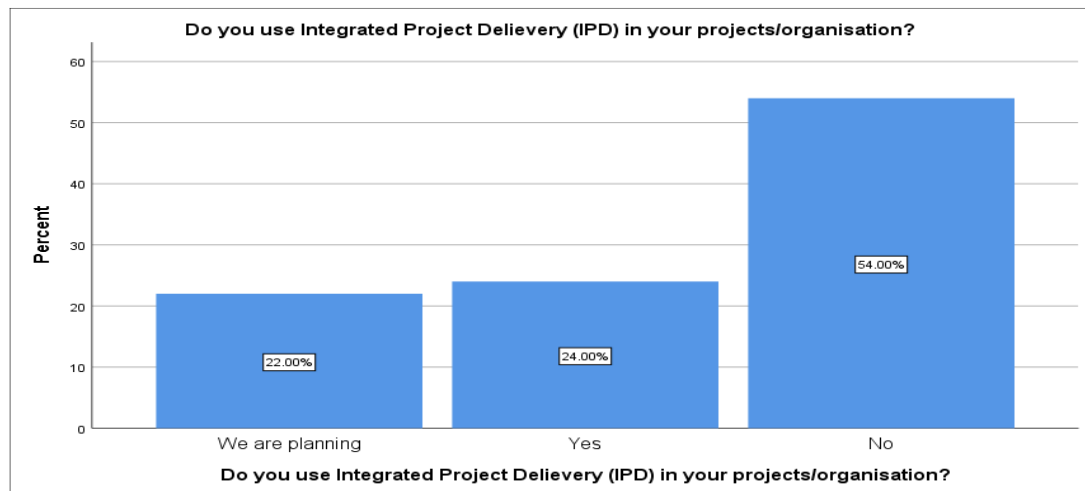 Do you use Integrated Project Delievery (IPD) in your projects/organisation?
60
50
40
30
20
10
0
Percent
22.00%
24.00%
54.00%
We are planning
Yes
No
Do you use Integrated Project Delievery (IPD) in your projects/organisation?